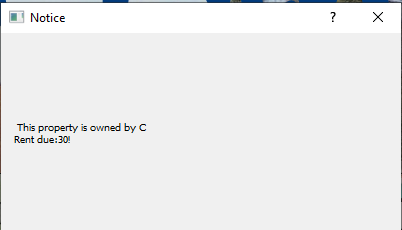 Notice
?
This property is owned by C
Rent due:30!